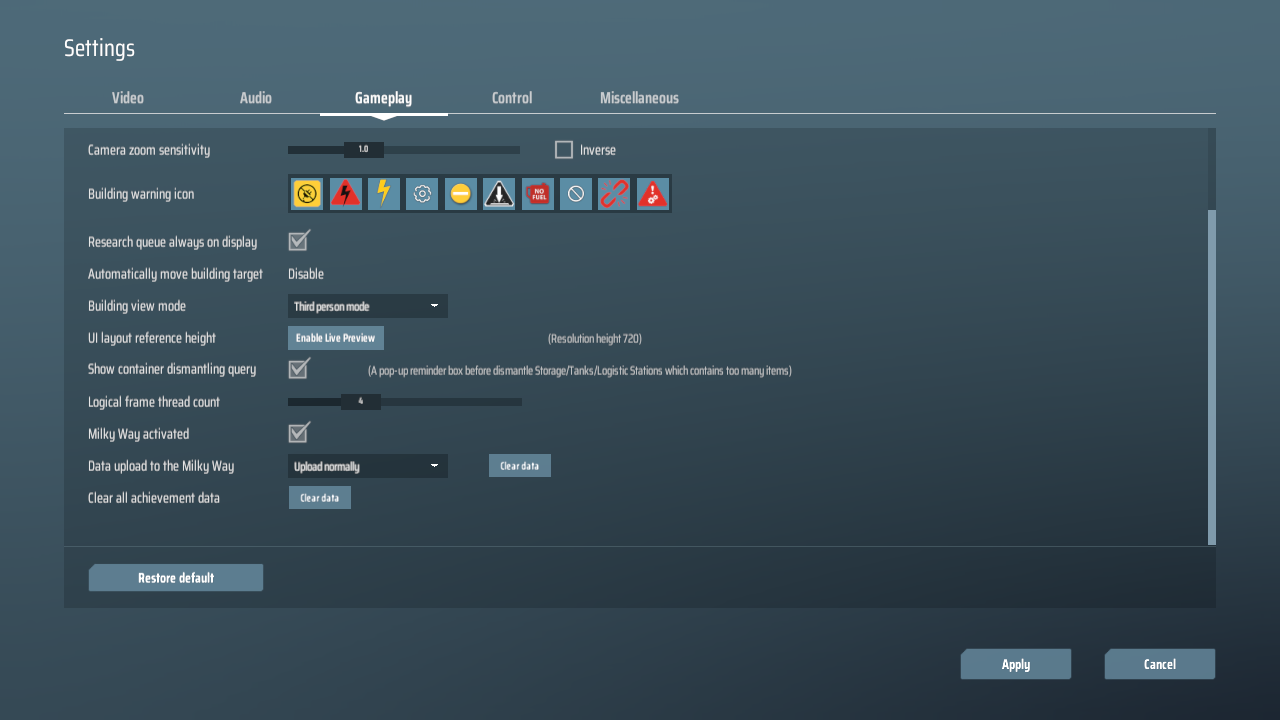 Settings
Video Audio Gameplay Control Miscellaneous
Camera zoom sensitivity 1.0 Inverse
Building warning icon NO FUEL
Research queue always on display
Automatically move building target Disable
Building view mode Third person mode
UI layout reference height Enable Live Preview (Resolution height 720)
Show container dismantling query (A pop-up reminder box before dismantle Storage/Tanks/Logistic Stations which contains too many items)
Logical frame thread count 4
Milky Way activated
Data upload to the Milky Way Upload normally Clear data
Clear all achievement data Clear data
Restore default
Apply Cancel